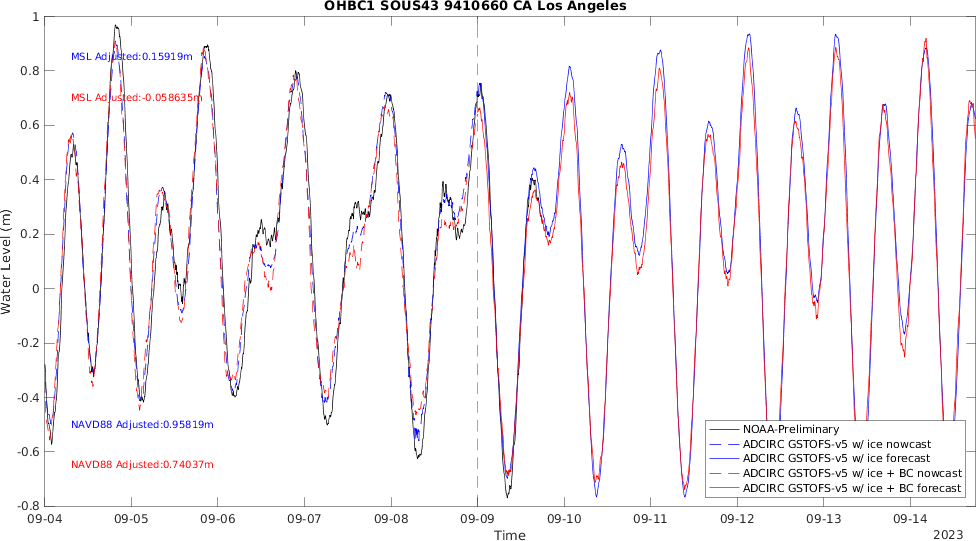 OHBC1 SOUS43 9410660 CA Los Angeles
1
0.8
0.6
0.4
0.2
0
-0.2
-0.4
-0.6
-0.8
Water Level (m)
MSL Adjusted:0.15919m
MSL Adjusted:-0.058635m
NAVD88 Adjusted:0.95819m
NAVD88 Adjusted:0.74037m
NOAA-Preliminary
ADCIRC GSTOFS-v5 w/ ice nowcast
ADCIRC GSTOFS-v5 w/ ice forecast
ADCIRC GSTOFS-v5 w/ ice + BC nowcast
ADCIRC GSTOFS-v5 w/ ice + BC forecast
09-04 09-05 09-06 09-07 09-08 09-09 09-10 09-11 09-12 09-13 09-14
Time
2023